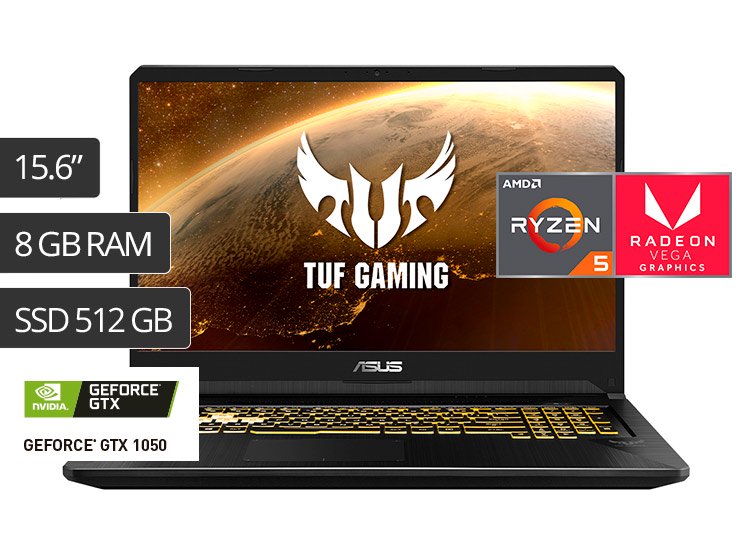 15.6”
8 GB RAM
SSD 512 GB
NVIDIA.
GEFORCE®
GTX
GEFORCE® GTX 1050
TUF GAMING
ASUS
AMD
RYZEN
5
RADEON
VEGA
GRAPHICS